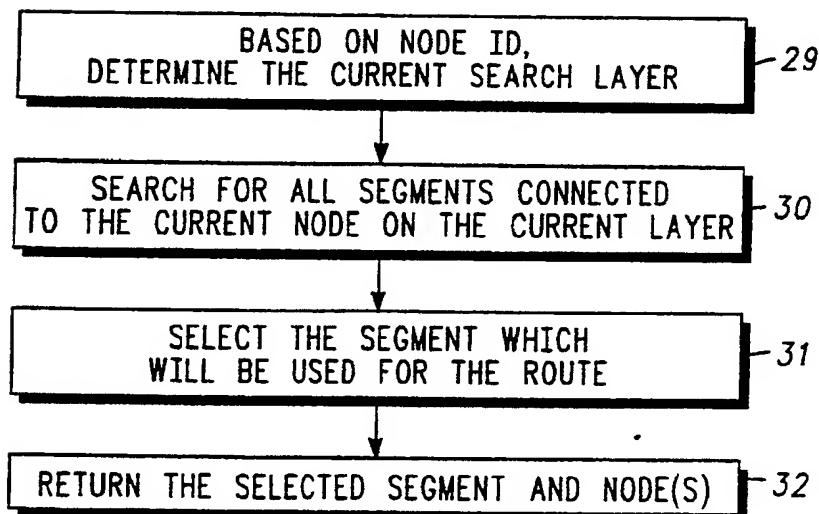 BASED ON NODE ID,
DETERMINE THE CURRENT SEARCH LAYER
29
SEARCH FOR ALL SEGMENTS CONNECTED
TO THE CURRENT NODE ON THE CURRENT LAYER
30
SELECT THE SEGMENT WHICH
WILL BE USED FOR THE ROUTE
31
RETURN THE SELECTED SEGMENT AND NODE(S)
32